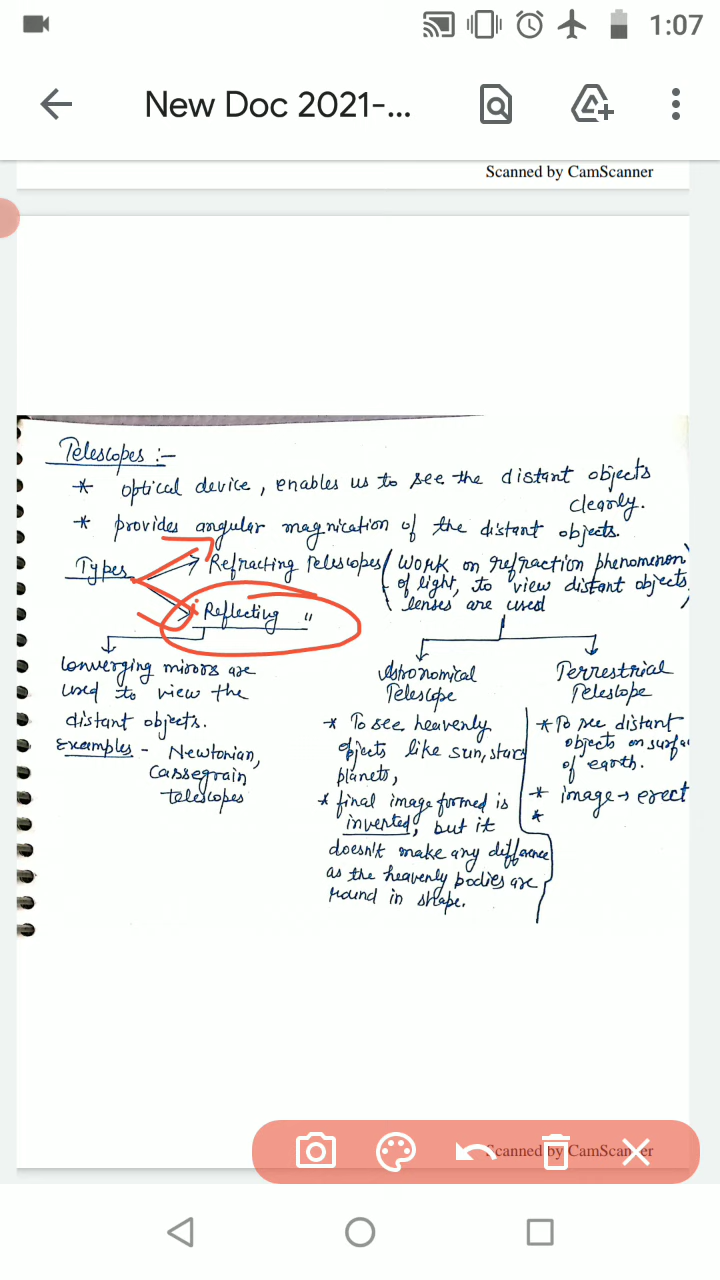 1:07
New Doc 2021-...
Scanned by CamScanner
Telescopes :-
* optical device, enables us to see the distant objects
clearly.
* provides angular magnication of the distant objects.
Types
Refracting Telescopes (Work on refraction phenomenon
of light, to view distant objects,
lenses are used)
Reflecting "
Converging mirrors are
used to view the
distant objects.
Examples - Newtonian,
Cassegrain
telescopes
Astronomical
Telescope
* To see heavenly
objects like sun, stars
planets,
* final image formed is
inverted, but it
doesn't make any difference
as the heavenly bodies are
round in shape.
Terrestrial
Telescope
* To see distant
objects on surfa
of earth.
* image → erect
*
Scanned by CamScanner